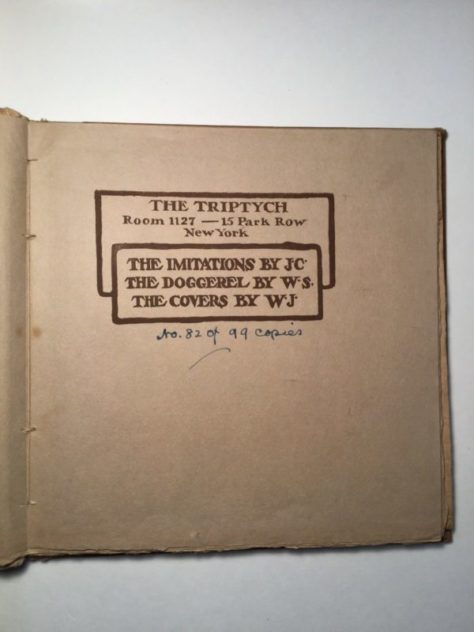 THE TRIPTYCH
Room 1127 — 15 Park Row
New York
THE IMITATIONS BY J·C·
THE DOGGEREL BY W·S·
THE COVERS BY W·J·
No. 82 of 99 copies